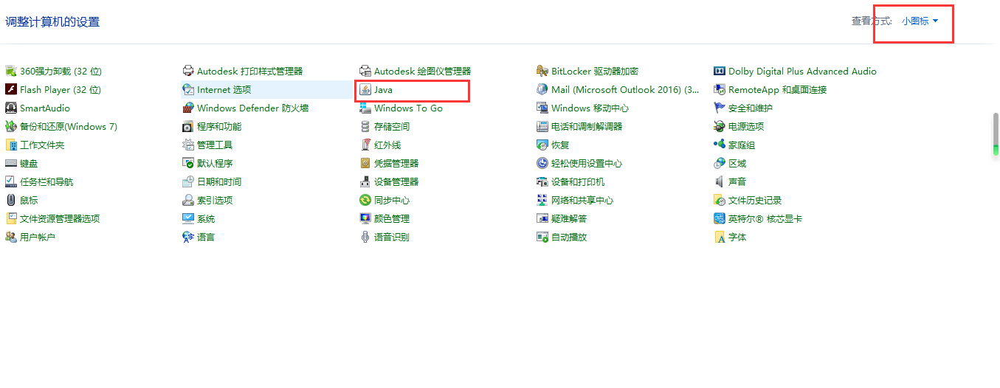 调整计算机的设置
查看方式: 小图标
360强力卸载 (32 位) Autodesk 打印样式管理器 Autodesk 绘图仪管理器 BitLocker 驱动器加密 Dolby Digital Plus Advanced Audio
Flash Player (32 位) Internet 选项 Java Mail (Microsoft Outlook 2016) (3... RemoteApp 和桌面连接
SmartAudio Windows Defender 防火墙 Windows To Go Windows 移动中心 安全和维护
备份和还原(Windows 7) 程序和功能 存储空间 电话和调制解调器 电源选项
工作文件夹 管理工具 红外线 恢复 家庭组
键盘 默认程序 凭据管理器 轻松使用设置中心 区域
任务栏和导航 日期和时间 设备管理器 设备和打印机 声音
鼠标 索引选项 同步中心 网络和共享中心 文件历史记录
文件资源管理器选项 系统 颜色管理 疑难解答 英特尔® 核芯显卡
用户帐户 语言 语音识别 自动播放 字体